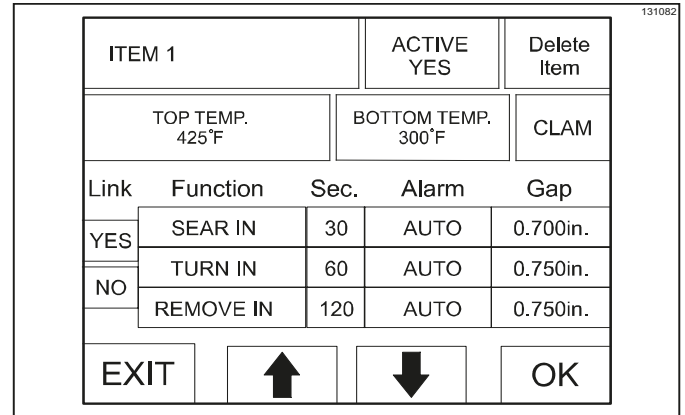 131082
ITEM 1
ACTIVE
YES
Delete
Item
TOP TEMP.
425°F
BOTTOM TEMP.
300°F
CLAM
Link Function Sec. Alarm Gap
YES
SEAR IN 30 AUTO 0.700in.
TURN IN 60 AUTO 0.750in.
NO
REMOVE IN 120 AUTO 0.750in.
EXIT OK